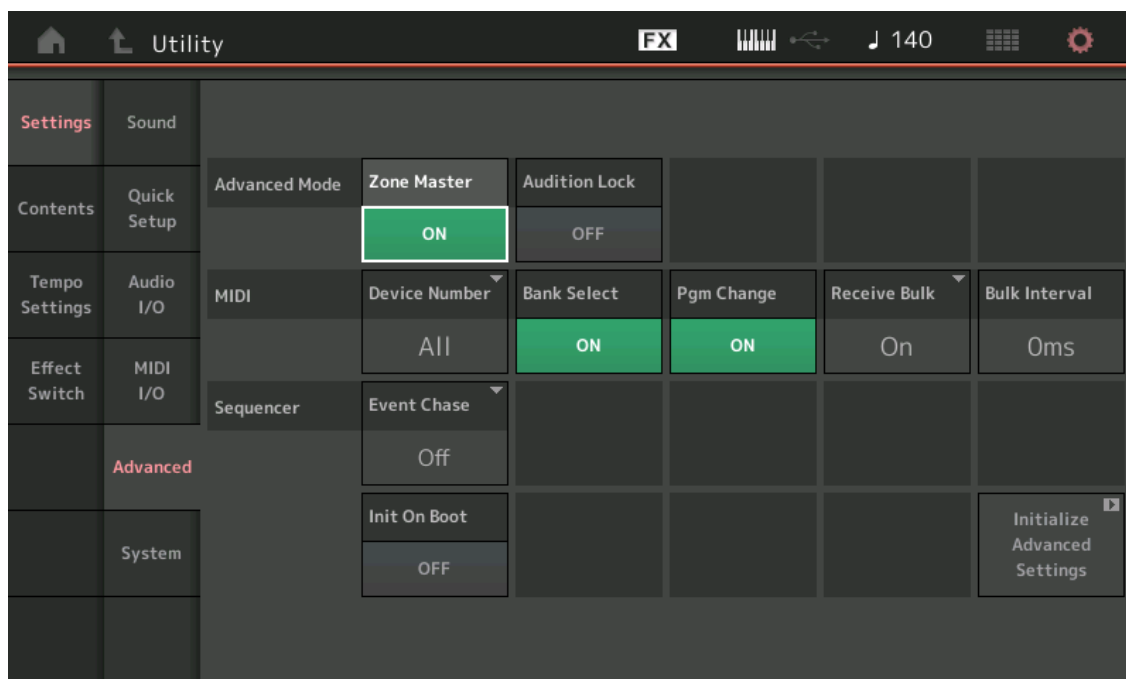 Utility
FX
140
Settings
Sound
Contents
Quick
Setup
Tempo
Settings
Audio
I/O
Effect
Switch
MIDI
I/O
Advanced
System
Advanced Mode
Zone Master
ON
Audition Lock
OFF
MIDI
Device Number
All
Bank Select
ON
Pgm Change
ON
Receive Bulk
On
Bulk Interval
0ms
Sequencer
Event Chase
Off
Init On Boot
OFF
Initialize
Advanced
Settings